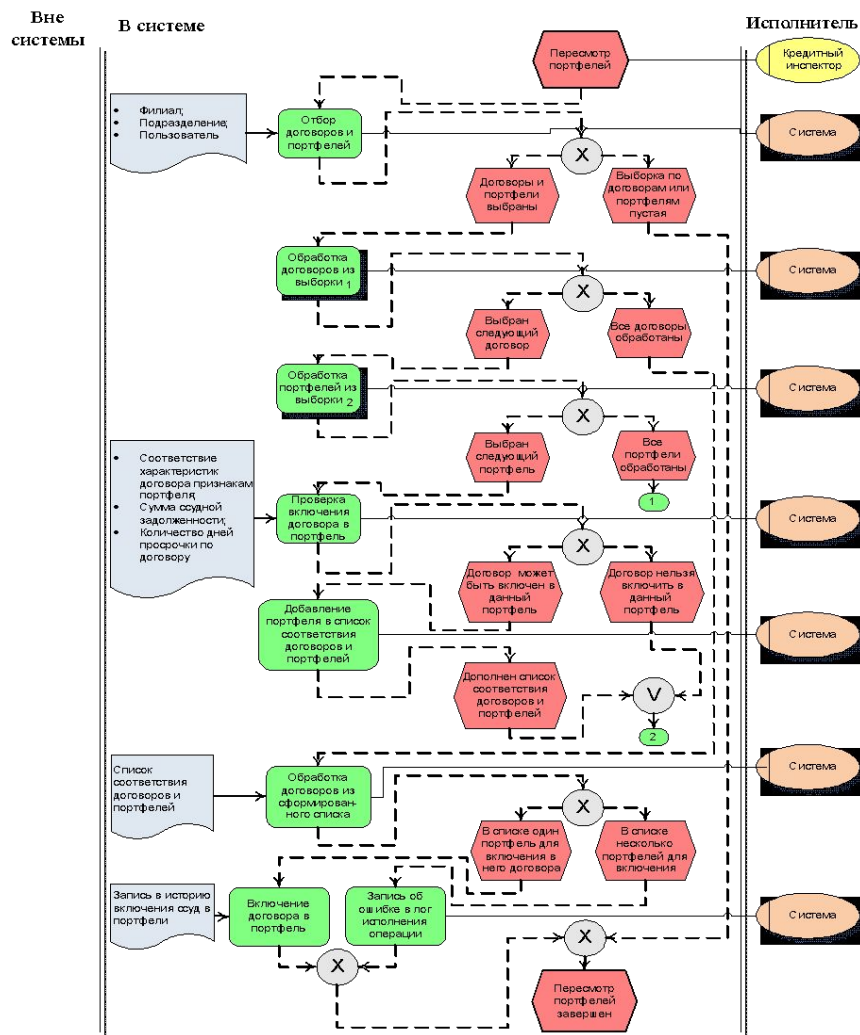 Вне
системы
В системе
Исполнитель
Пересмотр
портфелей
Кредитный
инспектор
• Филиал;
• Подразделение;
• Пользователь
Отбор
договоров и
портфелей
Система
X
Договоры и
портфели
выбраны
Выборка по
договорам или
портфелям
пустая
Обработка
договоров из
выборки 1
Система
X
Выбран
следующий
договор
Все договоры
обработаны
Обработка
портфелей из
выборки 2
Система
X
Выбран
следующий
портфель
Все
портфели
обработаны
1
• Соответствие
характеристик
договора признакам
портфеля;
• Сумма ссудной
задолженности;
• Количество дней
просрочки по
договору
Проверка
включения
договора в
портфель
Система
X
Договор может
быть включен в
данный
портфель
Договор нельзя
включить в
данный
портфель
Добавление
портфеля в список
соответствия
договоров и
портфелей
Система
Дополнен список
соответствия
договоров и
портфелей
V
2
Список
соответствия
договоров и
портфелей
Обработка
договоров из
сформирован-
ного списка
Система
X
В списке один
портфель для
включения в
него договора
В списке
несколько
портфелей для
включения
Запись в историю
включения ссуд в
портфели
Включение
договора в
портфель
Запись об
ошибке в лог
исполнения
операции
Система
X
X
Пересмотр
портфелей
завершен